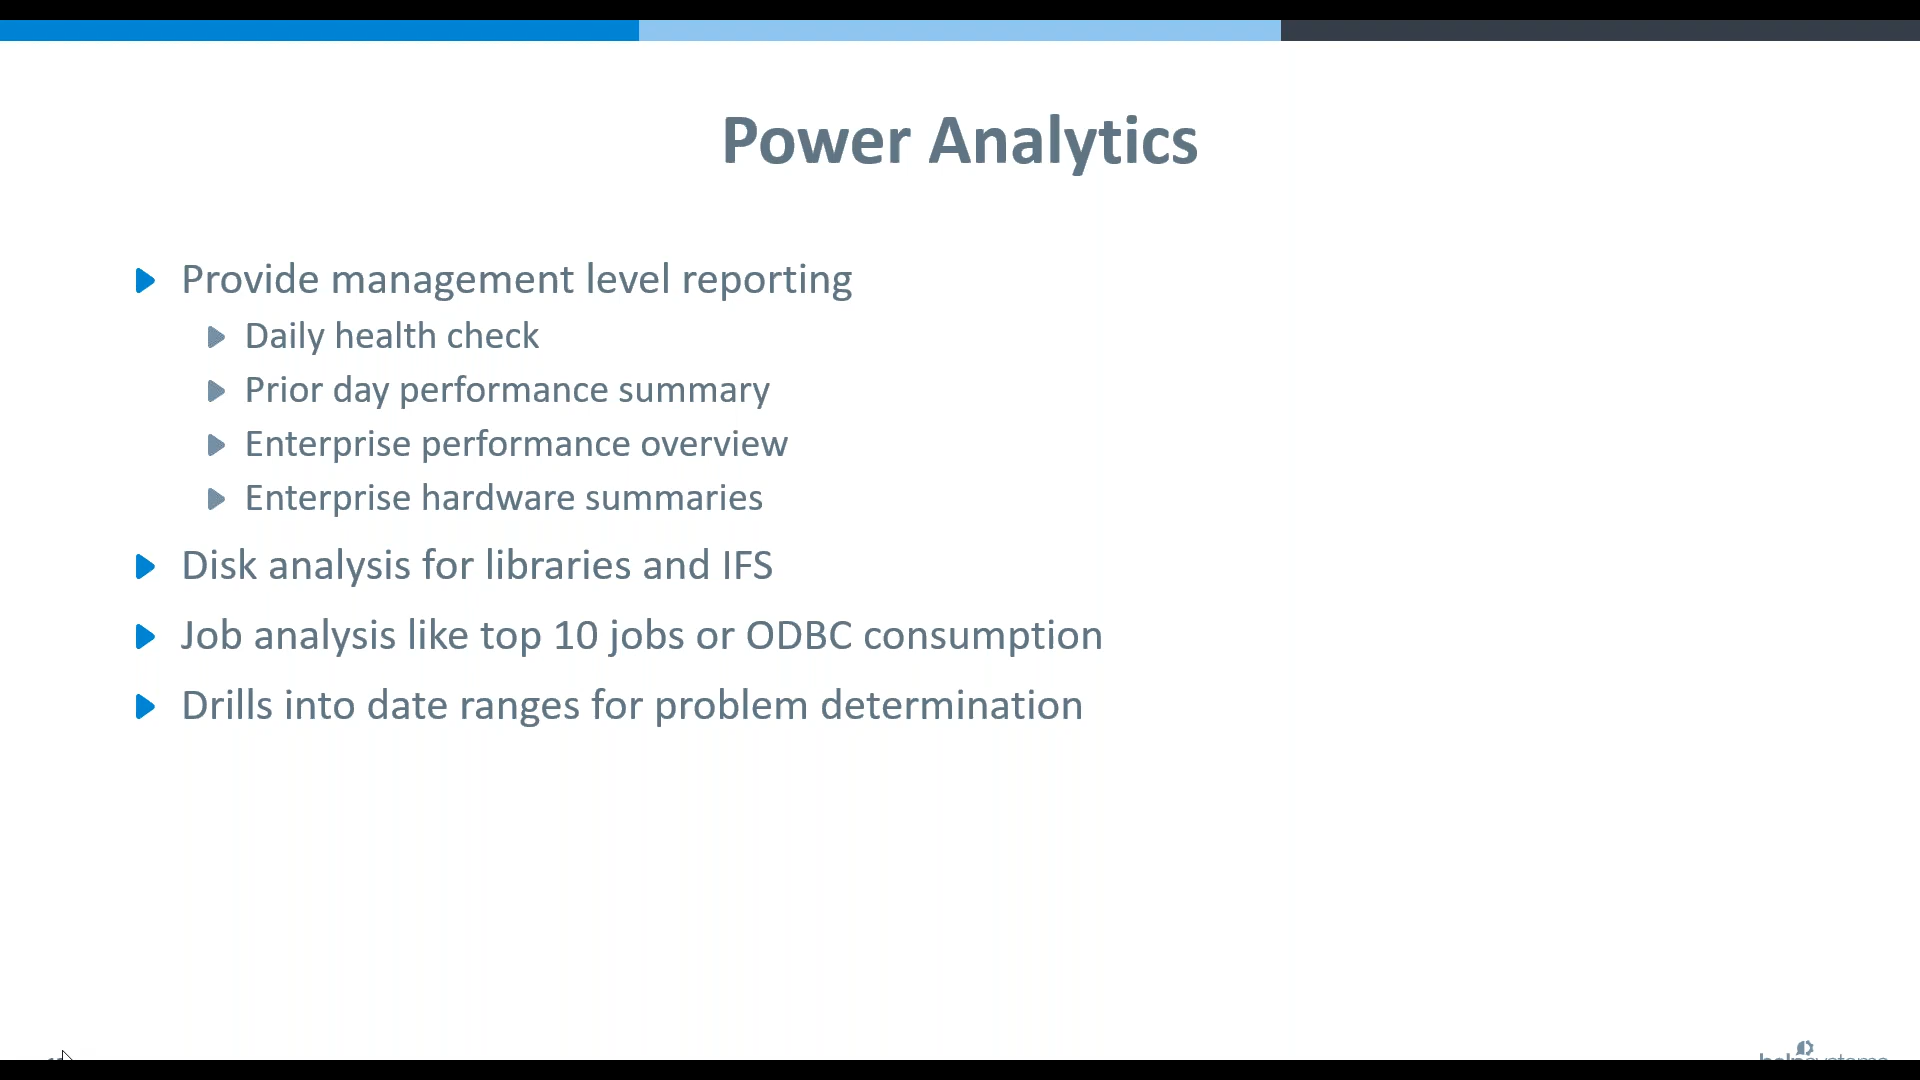 Power Analytics
Provide management level reporting
Daily health check
Prior day performance summary
Enterprise performance overview
Enterprise hardware summaries
Disk analysis for libraries and IFS
Job analysis like top 10 jobs or ODBC consumption
Drills into date ranges for problem determination